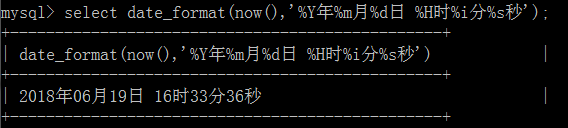 mysql> select date_format(now(),'%Y年%m月%d日 %H时%i分%s秒');
+--------------------------------------------+
| date_format(now(),'%Y年%m月%d日 %H时%i分%s秒') |
+--------------------------------------------+
| 2018年06月19日 16时33分36秒 |
+--------------------------------------------+